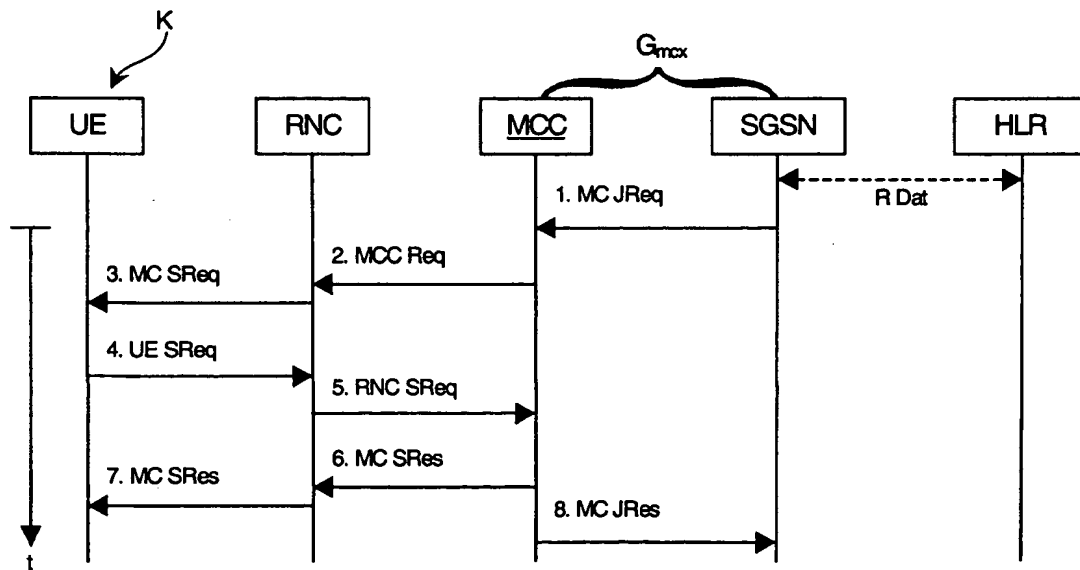 K
G_mcx
UE
RNC
MCC
SGSN
HLR
R Dat
1. MC JReq
2. MCC Req
3. MC SReq
4. UE SReq
5. RNC SReq
6. MC SRes
7. MC SRes
8. MC JRes
t